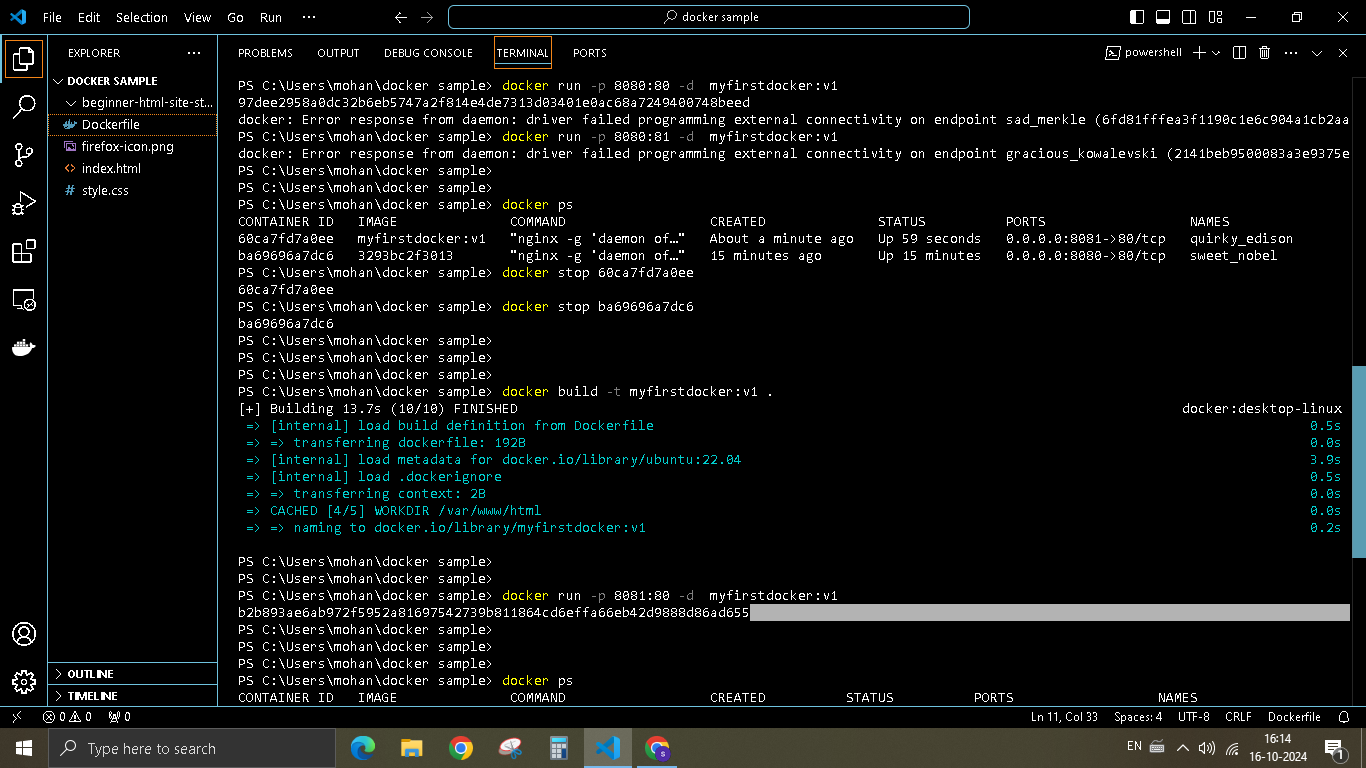 File Edit Selection View Go Run ··· docker sample
EXPLORER ···
DOCKER SAMPLE
beginner-html-site-st...
Dockerfile
firefox-icon.png
index.html
style.css
OUTLINE
TIMELINE
PROBLEMS OUTPUT DEBUG CONSOLE TERMINAL PORTS powershell
PS C:\Users\mohan\docker sample> docker run -p 8080:80 -d  myfirstdocker:v1
97dee2958a0dc32b6eb5747a2f814e4de7313d03401e0ac68a7249400748beed
docker: Error response from daemon: driver failed programming external connectivity on endpoint sad_merkle (6fd81fffea3f1190c1e6c904a1cb2aa
PS C:\Users\mohan\docker sample> docker run -p 8080:81 -d  myfirstdocker:v1
docker: Error response from daemon: driver failed programming external connectivity on endpoint gracious_kowalevski (2141beb9500083a3e9375e
PS C:\Users\mohan\docker sample>
PS C:\Users\mohan\docker sample>
PS C:\Users\mohan\docker sample> docker ps
CONTAINER ID   IMAGE              COMMAND                  CREATED              STATUS          PORTS                  NAMES
60ca7fd7a0ee   myfirstdocker:v1   "nginx -g 'daemon of…"   About a minute ago   Up 59 seconds   0.0.0.0:8081->80/tcp   quirky_edison
ba69696a7dc6   3293bc2f3013       "nginx -g 'daemon of…"   15 minutes ago       Up 15 minutes   0.0.0.0:8080->80/tcp   sweet_nobel
PS C:\Users\mohan\docker sample> docker stop 60ca7fd7a0ee
60ca7fd7a0ee
PS C:\Users\mohan\docker sample> docker stop ba69696a7dc6
ba69696a7dc6
PS C:\Users\mohan\docker sample>
PS C:\Users\mohan\docker sample>
PS C:\Users\mohan\docker sample>
PS C:\Users\mohan\docker sample> docker build -t myfirstdocker:v1 .
[+] Building 13.7s (10/10) FINISHED docker:desktop-linux
=> [internal] load build definition from Dockerfile 0.5s
=> => transferring dockerfile: 192B 0.0s
=> [internal] load metadata for docker.io/library/ubuntu:22.04 3.9s
=> [internal] load .dockerignore 0.5s
=> => transferring context: 2B 0.0s
=> CACHED [4/5] WORKDIR /var/www/html 0.0s
=> => naming to docker.io/library/myfirstdocker:v1 0.2s
PS C:\Users\mohan\docker sample>
PS C:\Users\mohan\docker sample>
PS C:\Users\mohan\docker sample> docker run -p 8081:80 -d  myfirstdocker:v1
b2b893ae6ab972f5952a81697542739b811864cd6effa66eb42d9888d86ad655
PS C:\Users\mohan\docker sample>
PS C:\Users\mohan\docker sample>
PS C:\Users\mohan\docker sample>
PS C:\Users\mohan\docker sample> docker ps
CONTAINER ID   IMAGE              COMMAND                  CREATED          STATUS          PORTS                  NAMES
0 0 0 Ln 11, Col 33 Spaces: 4 UTF-8 CRLF Dockerfile
Type here to search EN 16:14
16-10-2024 1